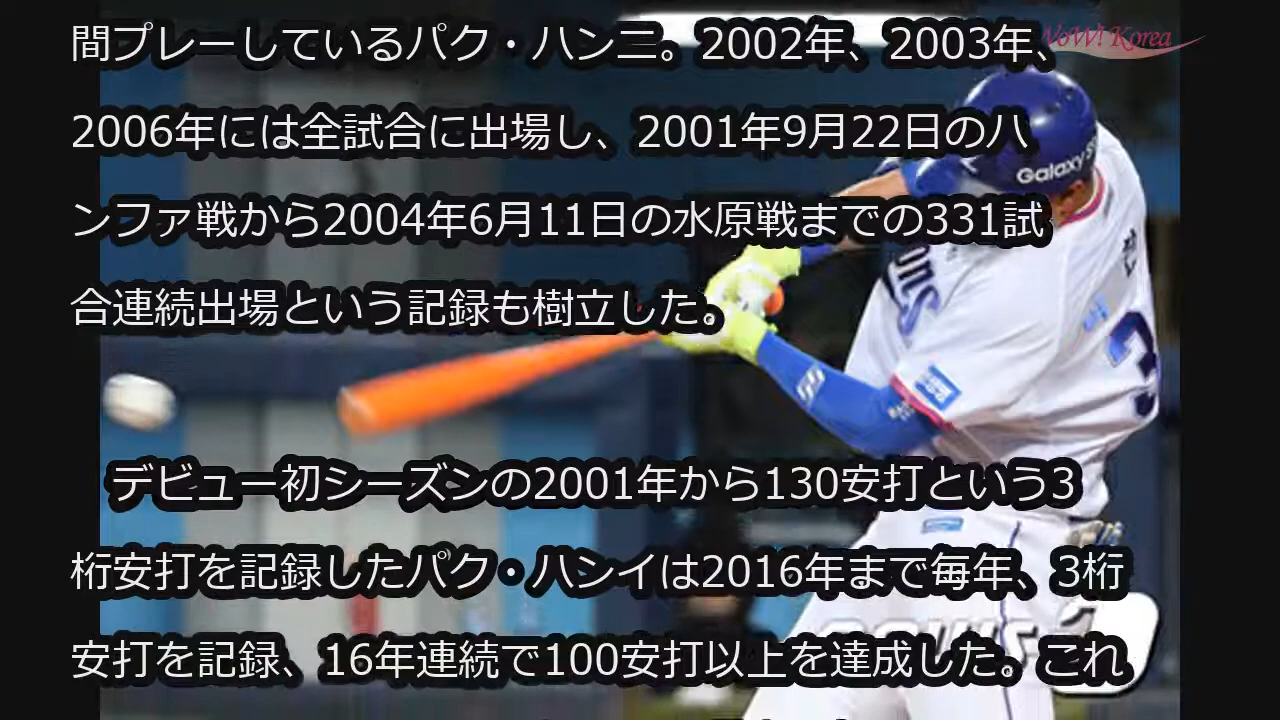 間プレーしているパク・ハン二。2002年、2003年、
WoW! Korea
2006年には全試合に出場し、2001年9月22日のハ
Galaxy S
ンファ戦から2004年6月11日の水原戦までの331試
合連続出場という記録も樹立した。
3
デビュー初シーズンの2001年から130安打という3
桁安打を記録したパク・ハンイは2016年まで毎年、3桁
安打を記録、16年連続で100安打以上を達成した。これ